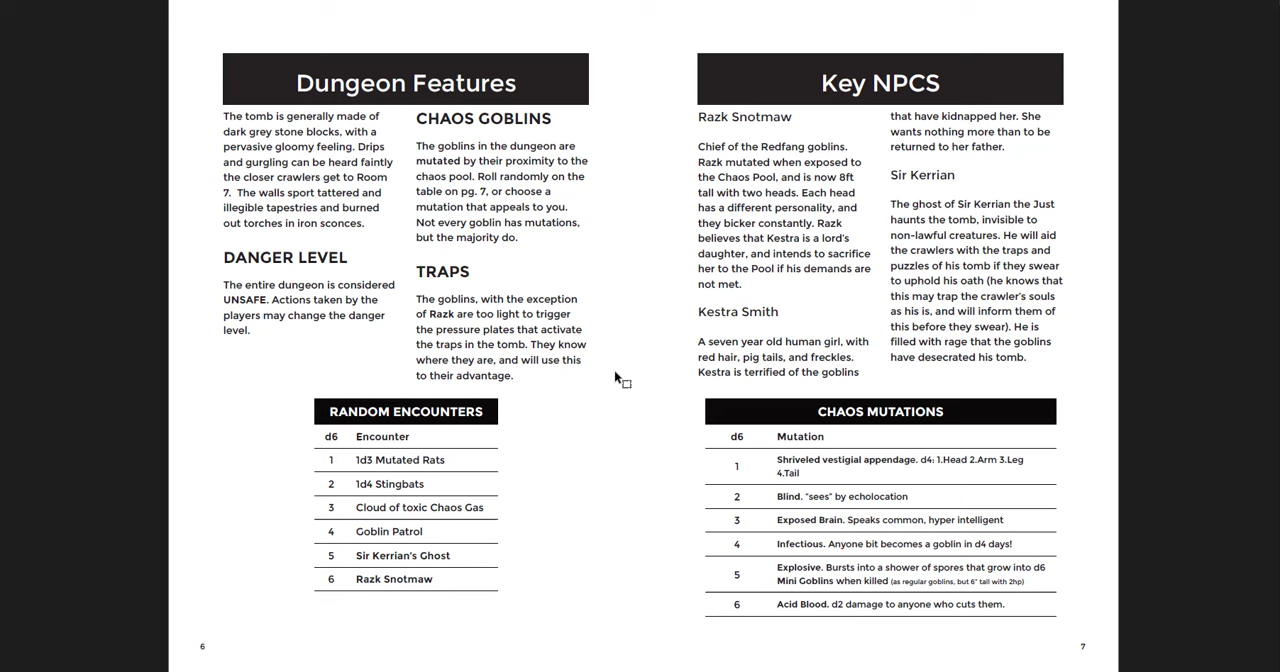 Dungeon Features
The tomb is generally made of
dark grey stone blocks, with a
pervasive gloomy feeling. Drips
and gurgling can be heard faintly
the closer crawlers get to Room
7. The walls sport tattered and
illegible tapestries and burned
out torches in iron sconces.
DANGER LEVEL
The entire dungeon is considered
UNSAFE. Actions taken by the
players may change the danger
level.
CHAOS GOBLINS
The goblins in the dungeon are
mutated by their proximity to the
chaos pool. Roll randomly on the
table on pg. 7, or choose a
mutation that appeals to you.
Not every goblin has mutations,
but the majority do.
TRAPS
The goblins, with the exception
of Razk are too light to trigger
the pressure plates that activate
the traps in the tomb. They know
where they are, and will use this
to their advantage.
RANDOM ENCOUNTERS
d6 Encounter
1 1d3 Mutated Rats
2 1d4 Stingbats
3 Cloud of toxic Chaos Gas
4 Goblin Patrol
5 Sir Kerrian's Ghost
6 Razk Snotmaw
6
Key NPCS
Razk Snotmaw
Chief of the Redfang goblins.
Razk mutated when exposed to
the Chaos Pool, and is now 8ft
tall with two heads. Each head
has a different personality, and
they bicker constantly. Razk
believes that Kestra is a lord's
daughter, and intends to sacrifice
her to the Pool if his demands are
not met.
Kestra Smith
A seven year old human girl, with
red hair, pig tails, and freckles.
Kestra is terrified of the goblins
that have kidnapped her. She
wants nothing more than to be
returned to her father.
Sir Kerrian
The ghost of Sir Kerrian the Just
haunts the tomb, invisible to
non-lawful creatures. He will aid
the crawlers with the traps and
puzzles of his tomb if they swear
to uphold his oath (he knows that
this may trap the crawler's souls
as his is, and will inform them of
this before they swear). He is
filled with rage that the goblins
have desecrated his tomb.
CHAOS MUTATIONS
d6 Mutation
1 Shriveled vestigial appendage. d4: 1.Head 2.Arm 3.Leg
4.Tail
2 Blind. "sees" by echolocation
3 Exposed Brain. Speaks common, hyper intelligent
4 Infectious. Anyone bit becomes a goblin in d4 days!
5 Explosive. Bursts into a shower of spores that grow into d6
Mini Goblins when killed (as regular goblins, but 6" tall with 2hp)
6 Acid Blood. d2 damage to anyone who cuts them.
7